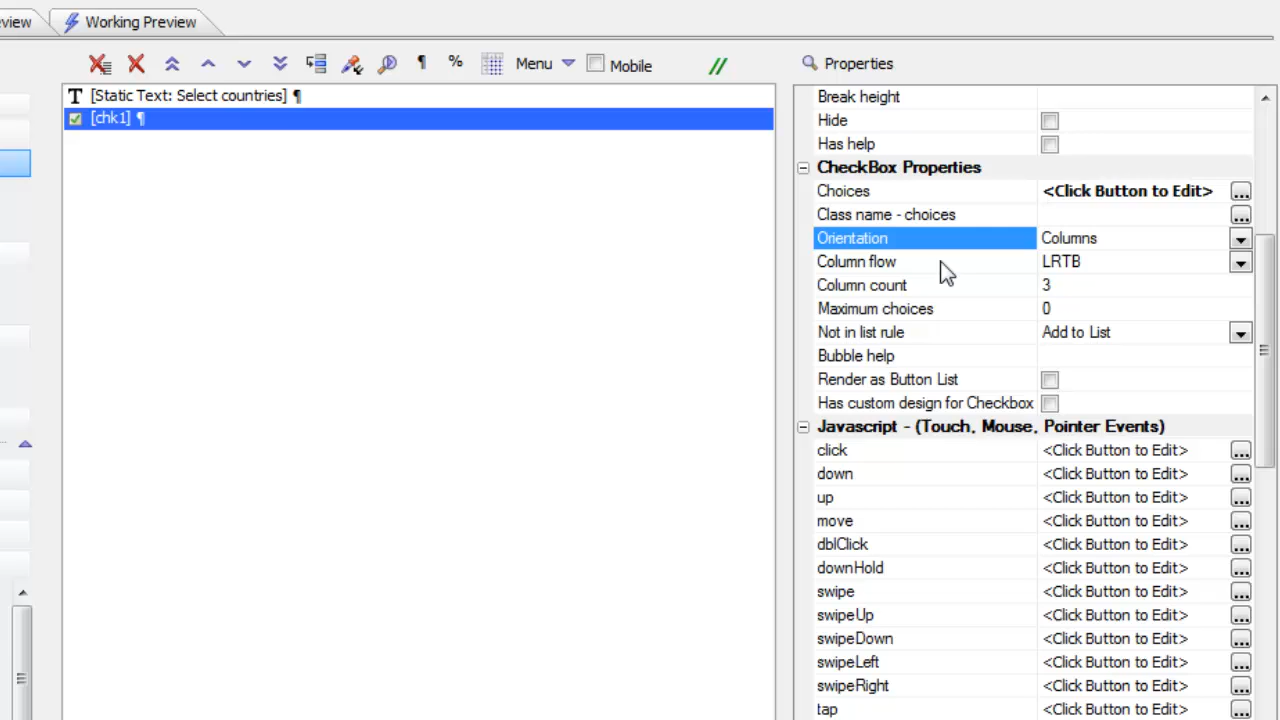 view
Working Preview
¶
%
Menu
Mobile
Properties
[Static Text: Select countries] ¶
[chk1] ¶
Break height
Hide
Has help
CheckBox Properties
Choices <Click Button to Edit> ...
Class name - choices ...
Orientation Columns
Column flow LRTB
Column count 3
Maximum choices 0
Not in list rule Add to List
Bubble help
Render as Button List
Has custom design for Checkbox
Javascript - (Touch, Mouse, Pointer Events)
click <Click Button to Edit> ...
down <Click Button to Edit> ...
up <Click Button to Edit> ...
move <Click Button to Edit> ...
dblClick <Click Button to Edit> ...
downHold <Click Button to Edit> ...
swipe <Click Button to Edit> ...
swipeUp <Click Button to Edit> ...
swipeDown <Click Button to Edit> ...
swipeLeft <Click Button to Edit> ...
swipeRight <Click Button to Edit> ...
tap <Click Button to Edit> ...